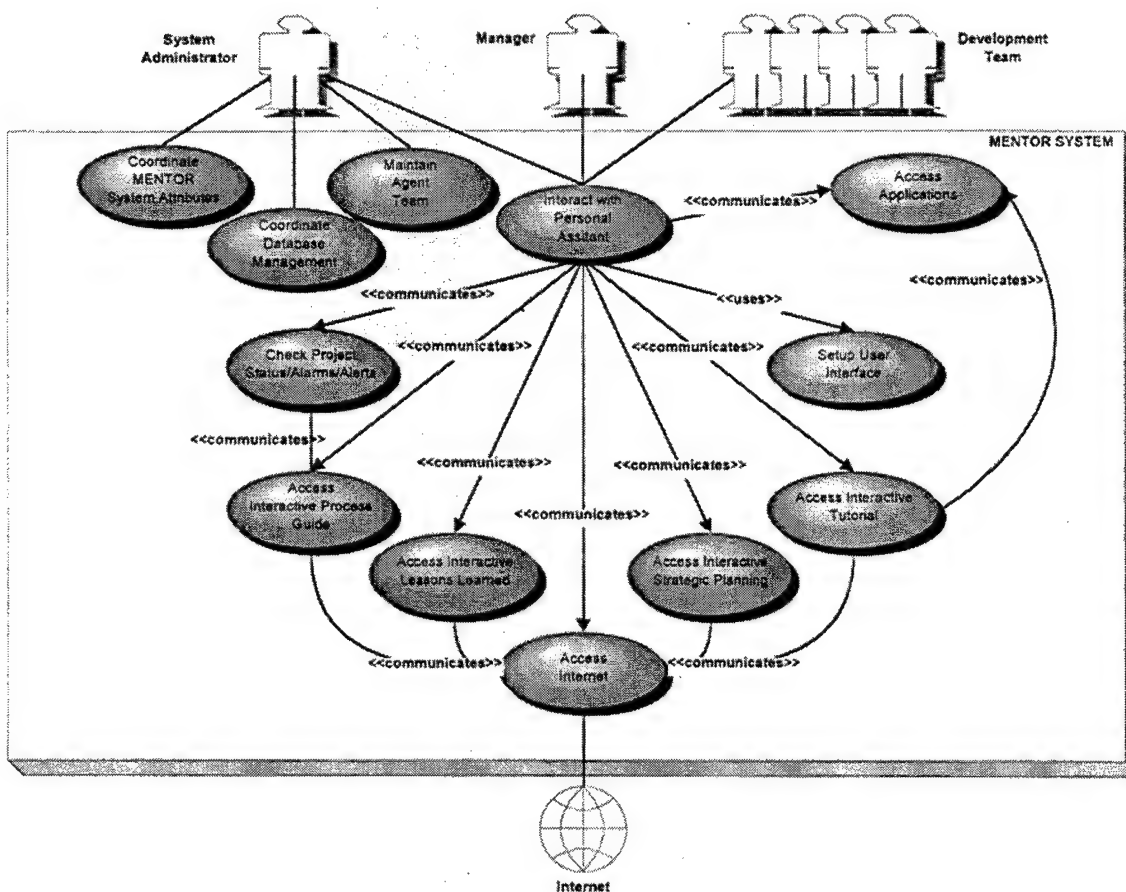 System
Administrator
Manager
Development
Team
MENTOR SYSTEM
Coordinate
MENTOR
System Attributes
Maintain
Agent
Team
Coordinate
Database
Management
Interact with
Personal
Assitant
<<communicates>>
Access
Applications
<<communicates>>
<<communicates>>
<<uses>>
<<communicates>>
<<communicates>>
Check Project
Status/Alarms/Alerts
Setup User
Interface
<<communicates>>
<<communicates>>
<<communicates>>
Access
Interactive Process
Guide
<<communicates>>
Access Interactive
Tutorial
Access Interactive
Lessons Learned
Access Interactive
Strategic Planning
<<communicates>>
Access
Internet
<<communicates>>
Internet